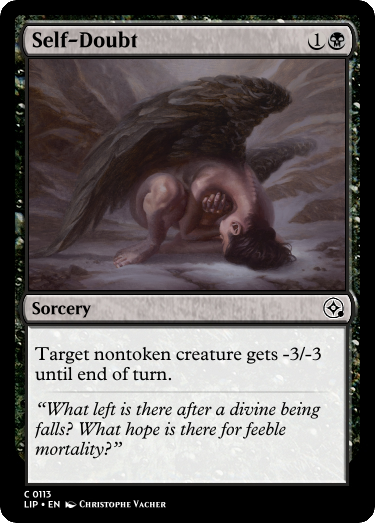 Self-Doubt 1
Sorcery
Target nontoken creature gets -3/-3
until end of turn.
“What left is there after a divine being
falls? What hope is there for feeble
mortality?”
C 0113
LIP • EN Christophe Vacher